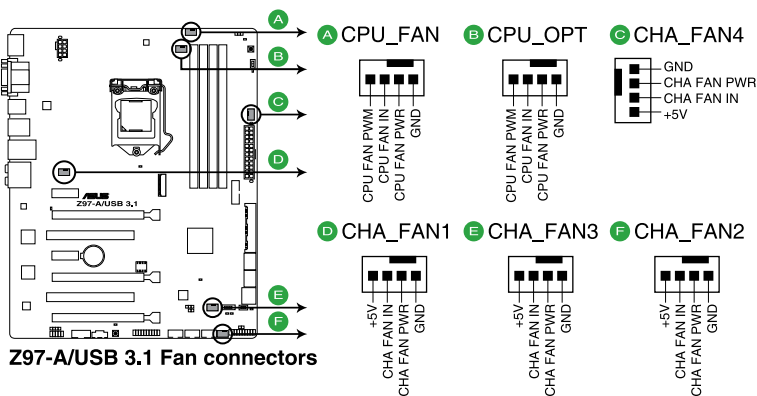 A
B
C
D
E
F
ASUS
Z97-A/USB 3.1
Z97-A/USB 3.1 Fan connectors
A CPU_FAN
CPU FAN PWM
CPU FAN IN
CPU FAN PWR
GND
B CPU_OPT
CPU FAN PWM
CPU FAN IN
CPU FAN PWR
GND
C CHA_FAN4
GND
CHA FAN PWR
CHA FAN IN
+5V
D CHA_FAN1
+5V
CHA FAN IN
CHA FAN PWR
GND
E CHA_FAN3
+5V
CHA FAN IN
CHA FAN PWR
GND
F CHA_FAN2
+5V
CHA FAN IN
CHA FAN PWR
GND